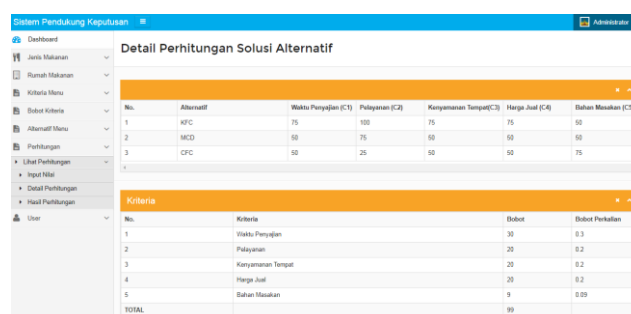 Sistem Pendukung Keputusan
Administrator
Dashboard
Jenis Makanan
Rumah Makanan
Kriteria Menu
Bobot Kriteria
Alternatif Menu
Perhitungan
Lihat Perhitungan
Input Nilai
Detail Perhitungan
Hasil Perhitungan
User
Detail Perhitungan Solusi Alternatif
No. Alternatif Waktu Penyajian (C1) Pelayanan (C2) Kenyamanan Tempat(C3) Harga Jual (C4) Bahan Masakan (C5
1 KFC 75 100 75 75 50
2 MCD 50 75 50 50 50
3 CFC 50 25 50 50 75
Kriteria
No. Kriteria Bobot Bobot Perkalian
1 Waktu Penyajian 30 0.3
2 Pelayanan 20 0.2
3 Kenyamanan Tempat 20 0.2
4 Harga Jual 20 0.2
5 Bahan Masakan 9 0.09
TOTAL 99